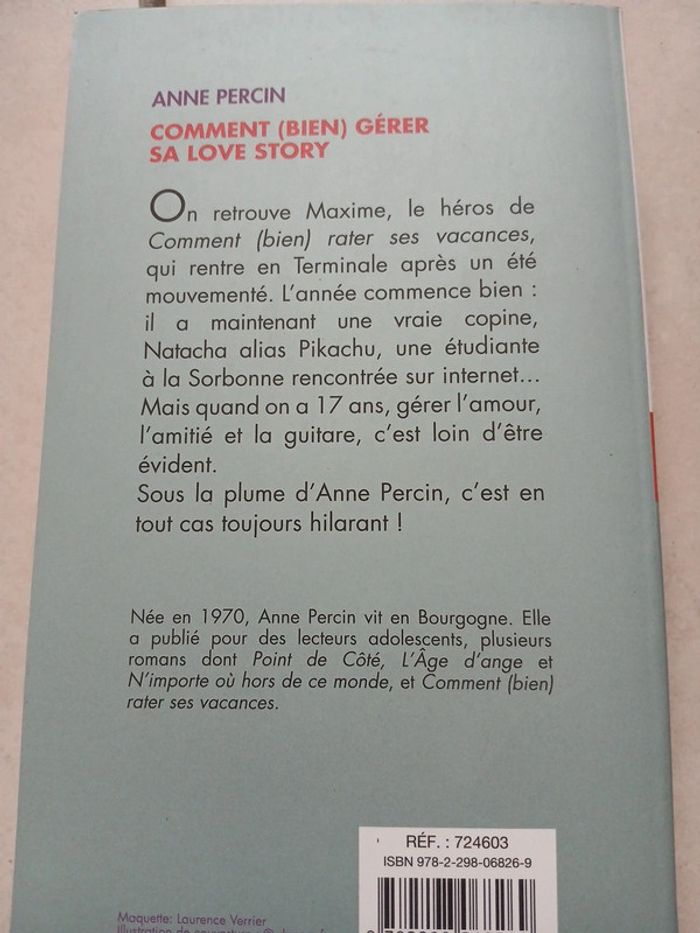 ANNE PERCIN
COMMENT (BIEN) GÉRER
SA LOVE STORY
On retrouve Maxime, le héros de
Comment (bien) rater ses vacances,
qui rentre en Terminale après un été
mouvementé. L'année commence bien :
il a maintenant une vraie copine,
Natacha alias Pikachu, une étudiante
à la Sorbonne rencontrée sur internet...
Mais quand on a 17 ans, gérer l'amour,
l'amitié et la guitare, c'est loin d'être
évident.
Sous la plume d'Anne Percin, c'est en
tout cas toujours hilarant !
Née en 1970, Anne Percin vit en Bourgogne. Elle
a publié pour des lecteurs adolescents, plusieurs
romans dont Point de Côté, L'Âge d'ange et
N'importe où hors de ce monde, et Comment (bien)
rater ses vacances.
RÉF. : 724603
ISBN 978-2-298-06826-9
Maquette: Laurence Verrier